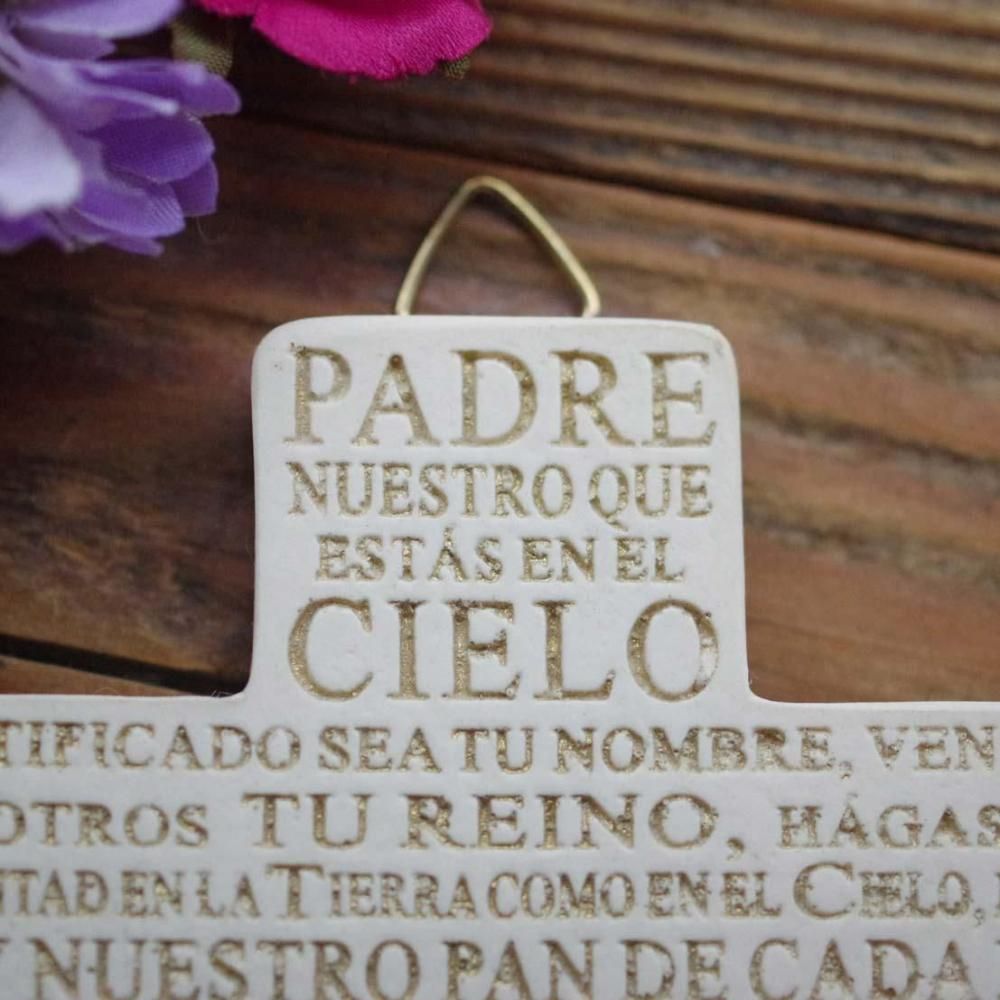 PADRE
NUESTRO QUE
ESTÁS EN EL
CIELO
TIFICADO SEA TU NOMBRE, VEN
OTROS TU REINO, HÁGAS
NTAD EN LA TIERRA COMO EN EL CIELO,
NUESTRO PAN DE CADA